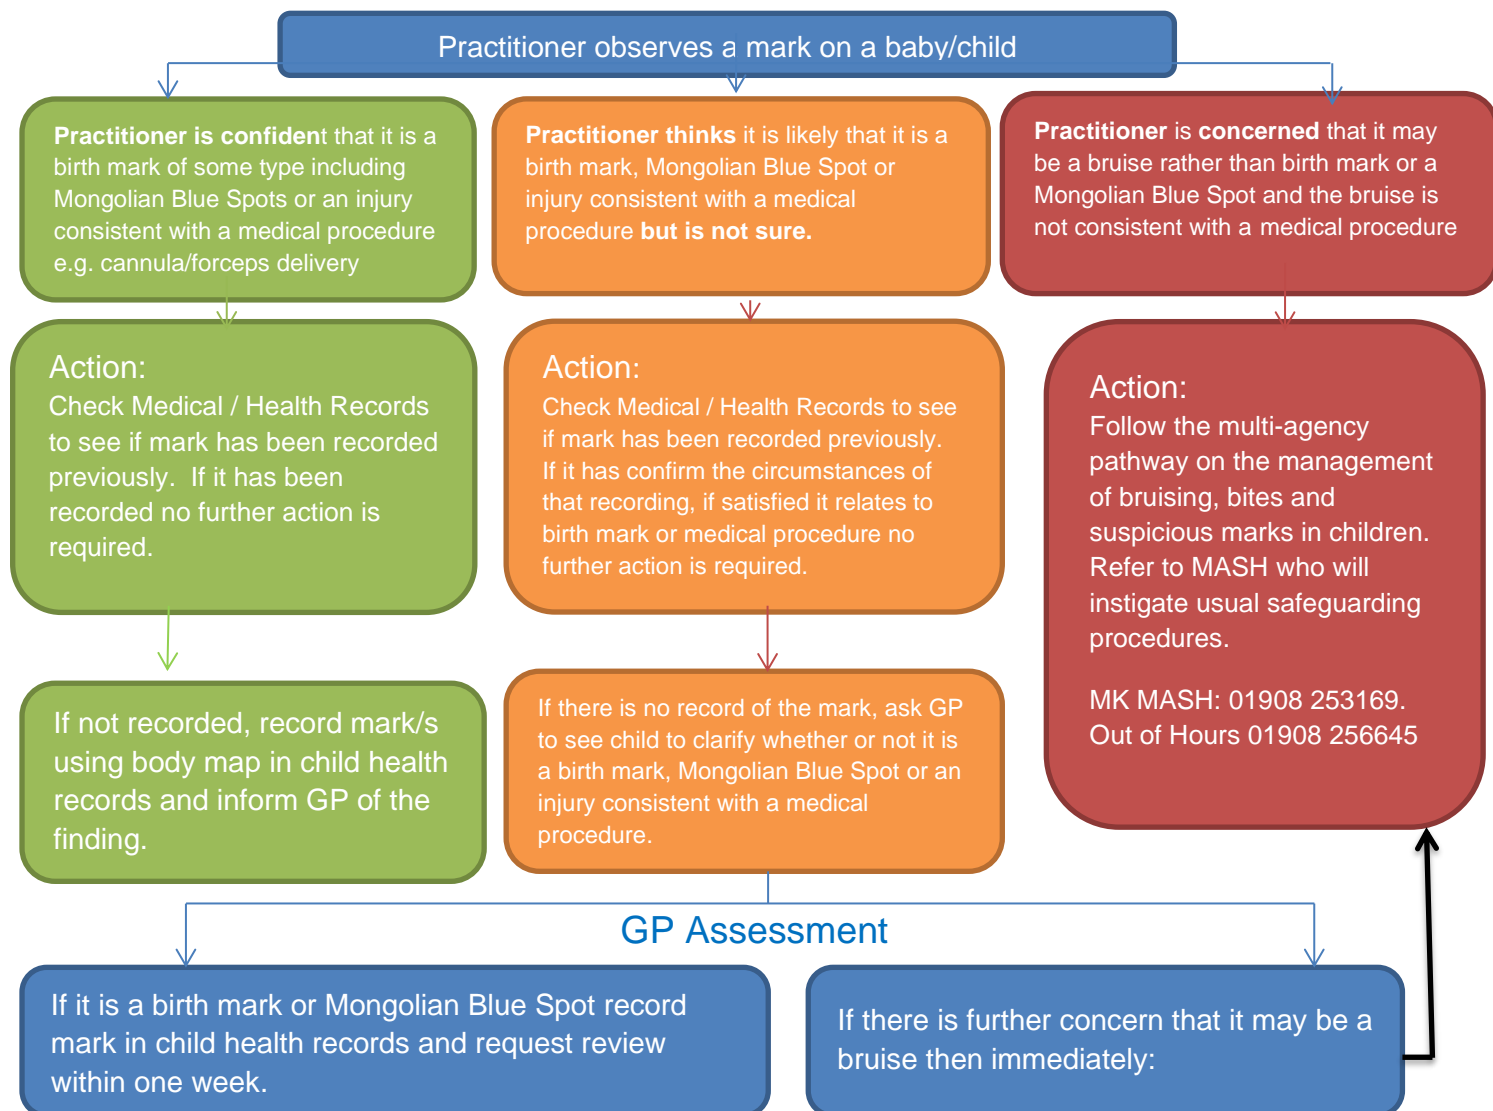 Practitioner observes a mark on a baby/child
Practitioner is confident that it is a
birth mark of some type including
Mongolian Blue Spots or an injury
consistent with a medical procedure
e.g. cannula/forceps delivery
Practitioner thinks it is likely that it is a
birth mark, Mongolian Blue Spot or
injury consistent with a medical
procedure but is not sure.
Practitioner is concerned that it may
be a bruise rather than birth mark or a
Mongolian Blue Spot and the bruise is
not consistent with a medical procedure
Action:
Check Medical / Health Records
to see if mark has been recorded
previously. If it has been
recorded no further action is
required.
Action:
Check Medical / Health Records to see
if mark has been recorded previously.
If it has confirm the circumstances of
that recording, if satisfied it relates to
birth mark or medical procedure no
further action is required.
Action:
Follow the multi-agency
pathway on the management
of bruising, bites and
suspicious marks in children.
Refer to MASH who will
instigate usual safeguarding
procedures.
MK MASH: 01908 253169.
Out of Hours 01908 256645
If not recorded, record mark/s
using body map in child health
records and inform GP of the
finding.
If there is no record of the mark, ask GP
to see child to clarify whether or not it is
a birth mark, Mongolian Blue Spot or an
injury consistent with a medical
procedure.
GP Assessment
If it is a birth mark or Mongolian Blue Spot record
mark in child health records and request review
within one week.
If there is further concern that it may be a
bruise then immediately: